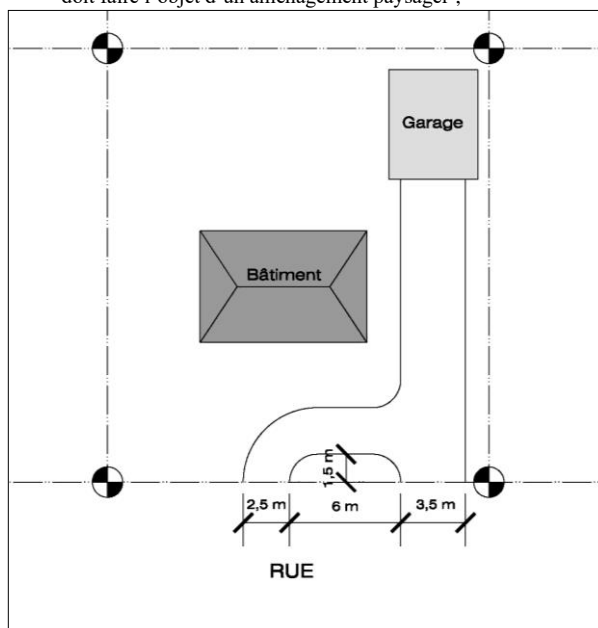 doit faire l'objet d'un aménagement paysager ;
Garage
Bâtiment
1,5 m
2,5 m
6 m
3,5 m
RUE